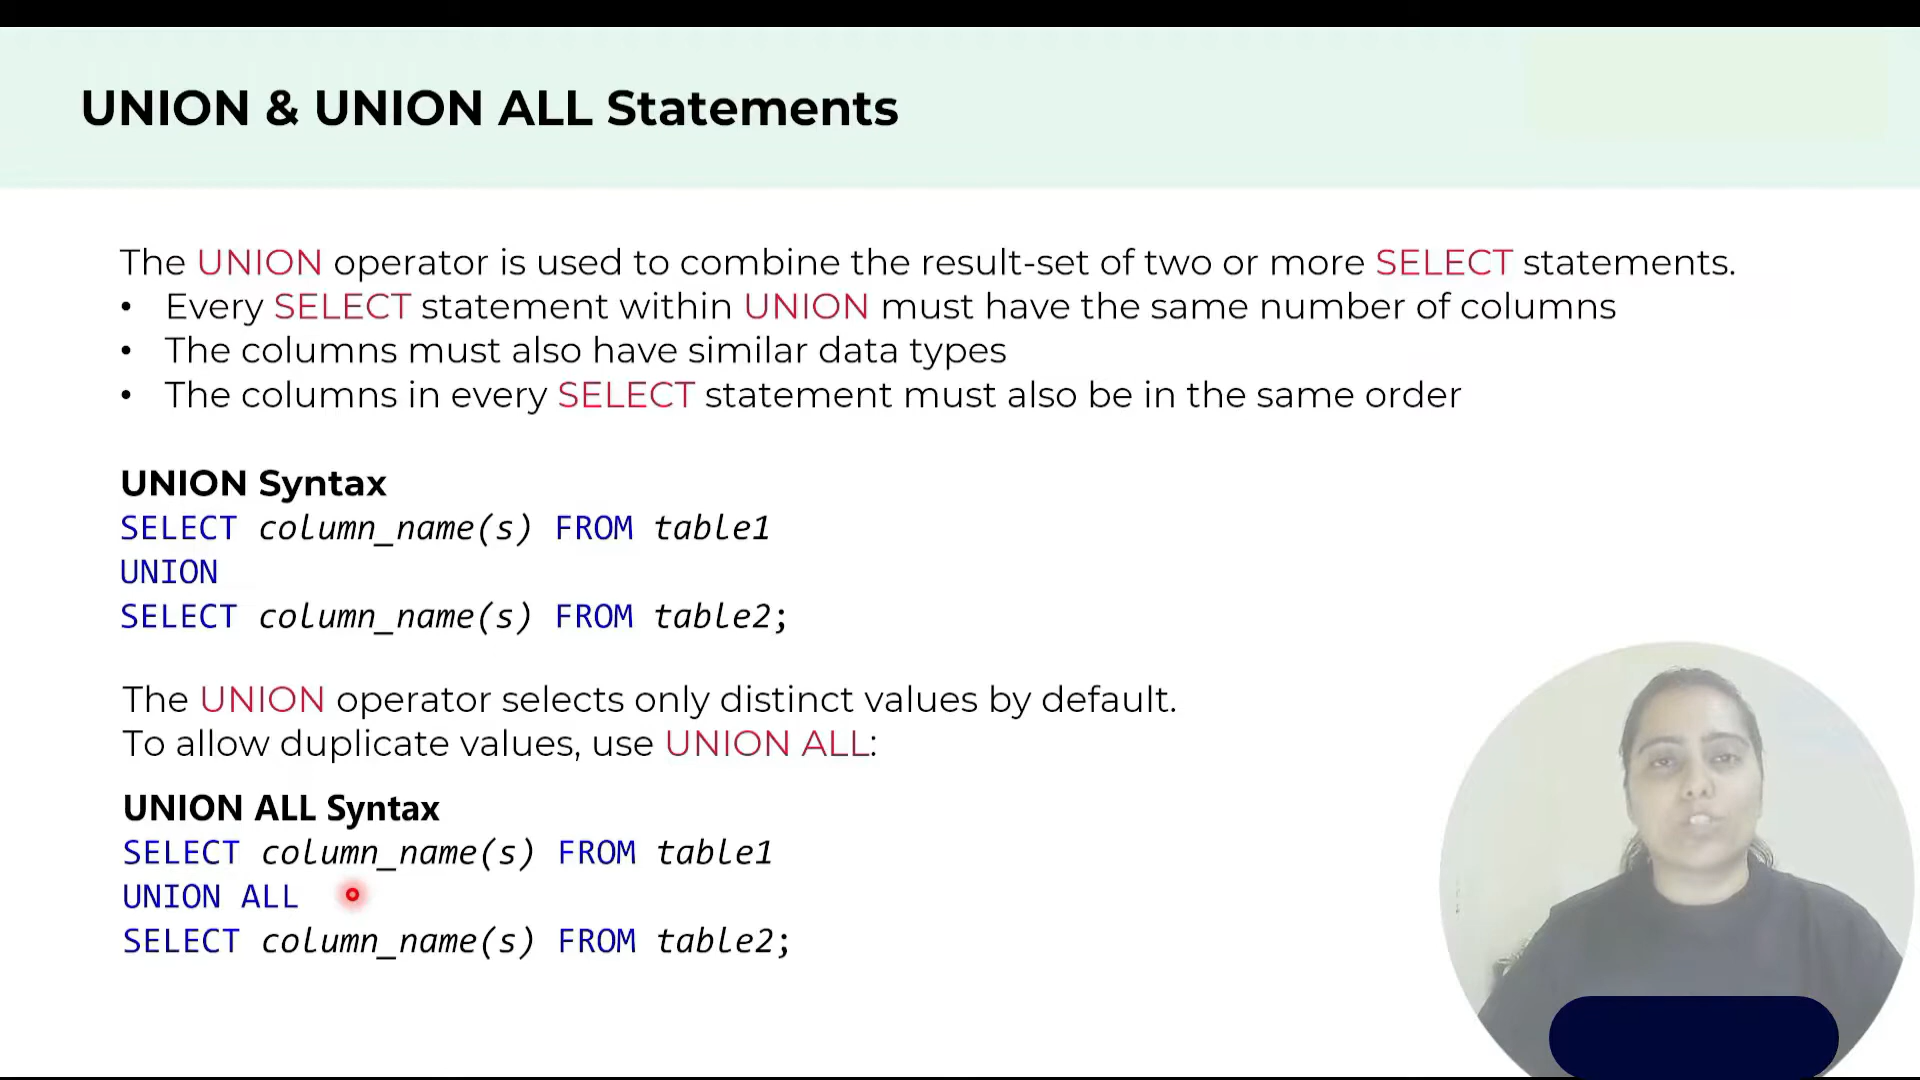 UNION & UNION ALL Statements
The UNION operator is used to combine the result-set of two or more SELECT statements.
• Every SELECT statement within UNION must have the same number of columns
• The columns must also have similar data types
• The columns in every SELECT statement must also be in the same order
UNION Syntax
SELECT column_name(s) FROM table1
UNION
SELECT column_name(s) FROM table2;
The UNION operator selects only distinct values by default.
To allow duplicate values, use UNION ALL:
UNION ALL Syntax
SELECT column_name(s) FROM table1
UNION ALL
SELECT column_name(s) FROM table2;